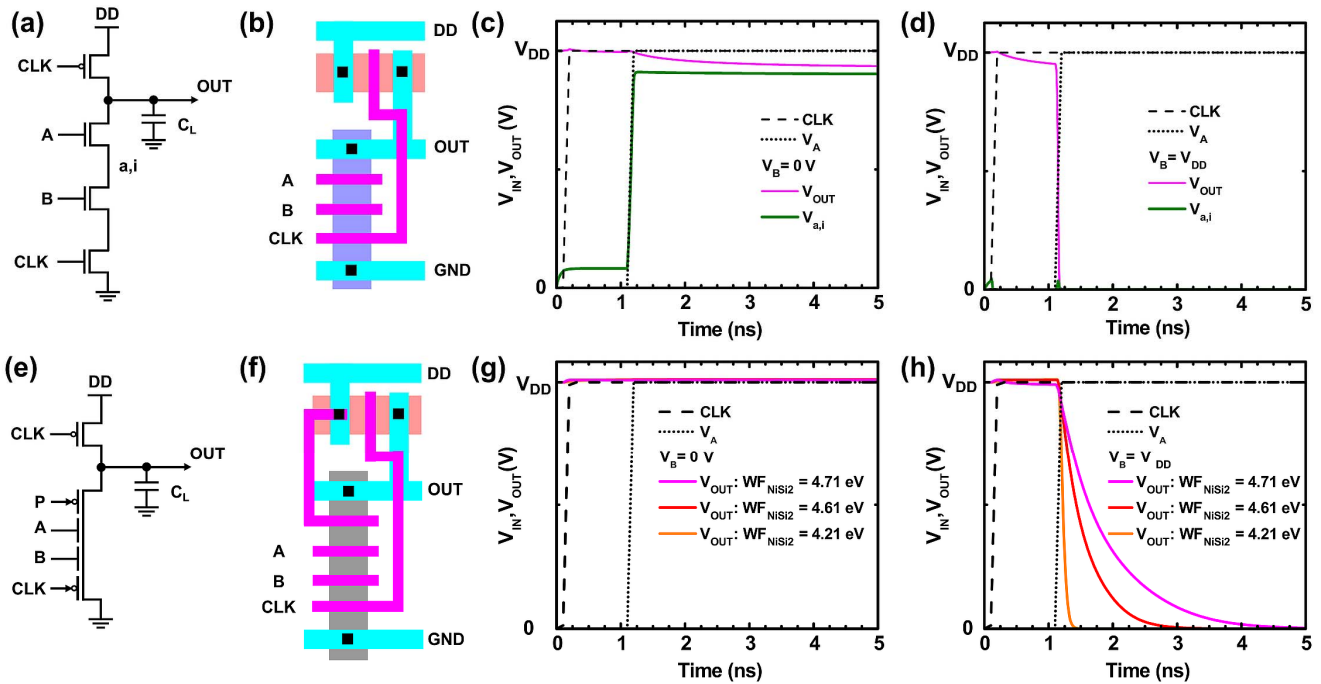 (a)
DD
CLK
OUT
C_L
A
a,i
B
CLK
(b)
DD
OUT
A
B
CLK
GND
(c)
V_DD
0
V_IN,V_OUT(V)
CLK
V_A
V_B= 0 V
V_OUT
V_a,i
0 1 2 3 4 5
Time (ns)
(d)
V_DD
0
V_IN,V_OUT(V)
CLK
V_A
V_B= V_DD
V_OUT
V_a,i
0 1 2 3 4 5
Time (ns)
(e)
DD
CLK
OUT
C_L
P
A
B
CLK
(f)
DD
OUT
A
B
CLK
GND
(g)
V_DD
0
V_IN,V_OUT(V)
CLK
V_A
V_B= 0 V
V_OUT: WF_NiSi2 = 4.71 eV
V_OUT: WF_NiSi2 = 4.61 eV
V_OUT: WF_NiSi2 = 4.21 eV
0 1 2 3 4 5
Time (ns)
(h)
V_DD
0
V_IN,V_OUT(V)
CLK
V_A
V_B= V_DD
V_OUT: WF_NiSi2 = 4.71 eV
V_OUT: WF_NiSi2 = 4.61 eV
V_OUT: WF_NiSi2 = 4.21 eV
0 1 2 3 4 5
Time (ns)